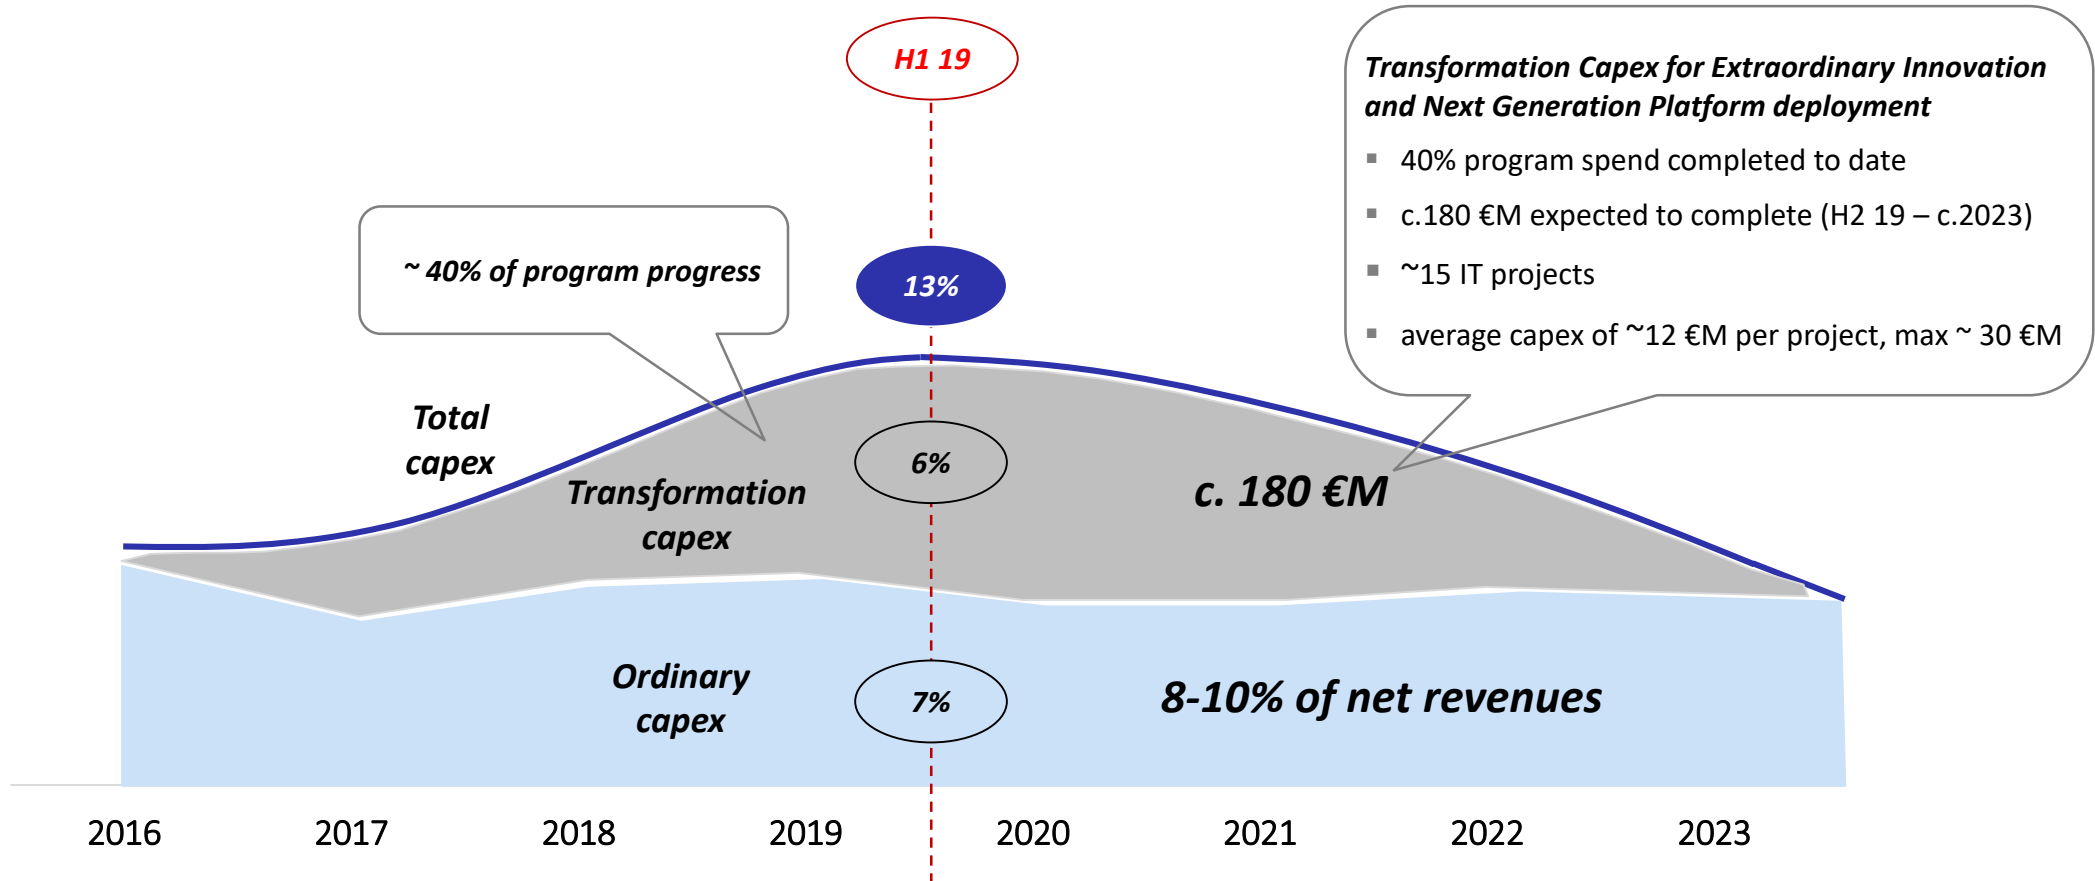 H1 19
Transformation Capex for Extraordinary Innovation
and Next Generation Platform deployment
▪ 40% program spend completed to date
▪ c.180 €M expected to complete (H2 19 – c.2023)
▪ ~15 IT projects
▪ average capex of ~12 €M per project, max ~ 30 €M
~ 40% of program progress
13%
Total
capex
6%
Transformation
capex
c. 180 €M
Ordinary
capex
7%
8-10% of net revenues
2016 2017 2018 2019 2020 2021 2022 2023